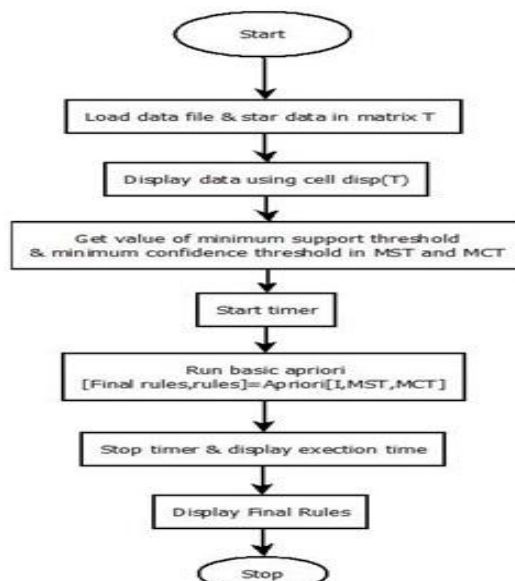 Start
Load data file & star data in matrix T
Display data using cell disp(T)
Get value of minimum support threshold
& minimum confidence threshold in MST and MCT
Start timer
Run basic apriori
[Final rules,rules]=Apriori[I,MST,MCT]
Stop timer & display exection time
Display Final Rules
Stop